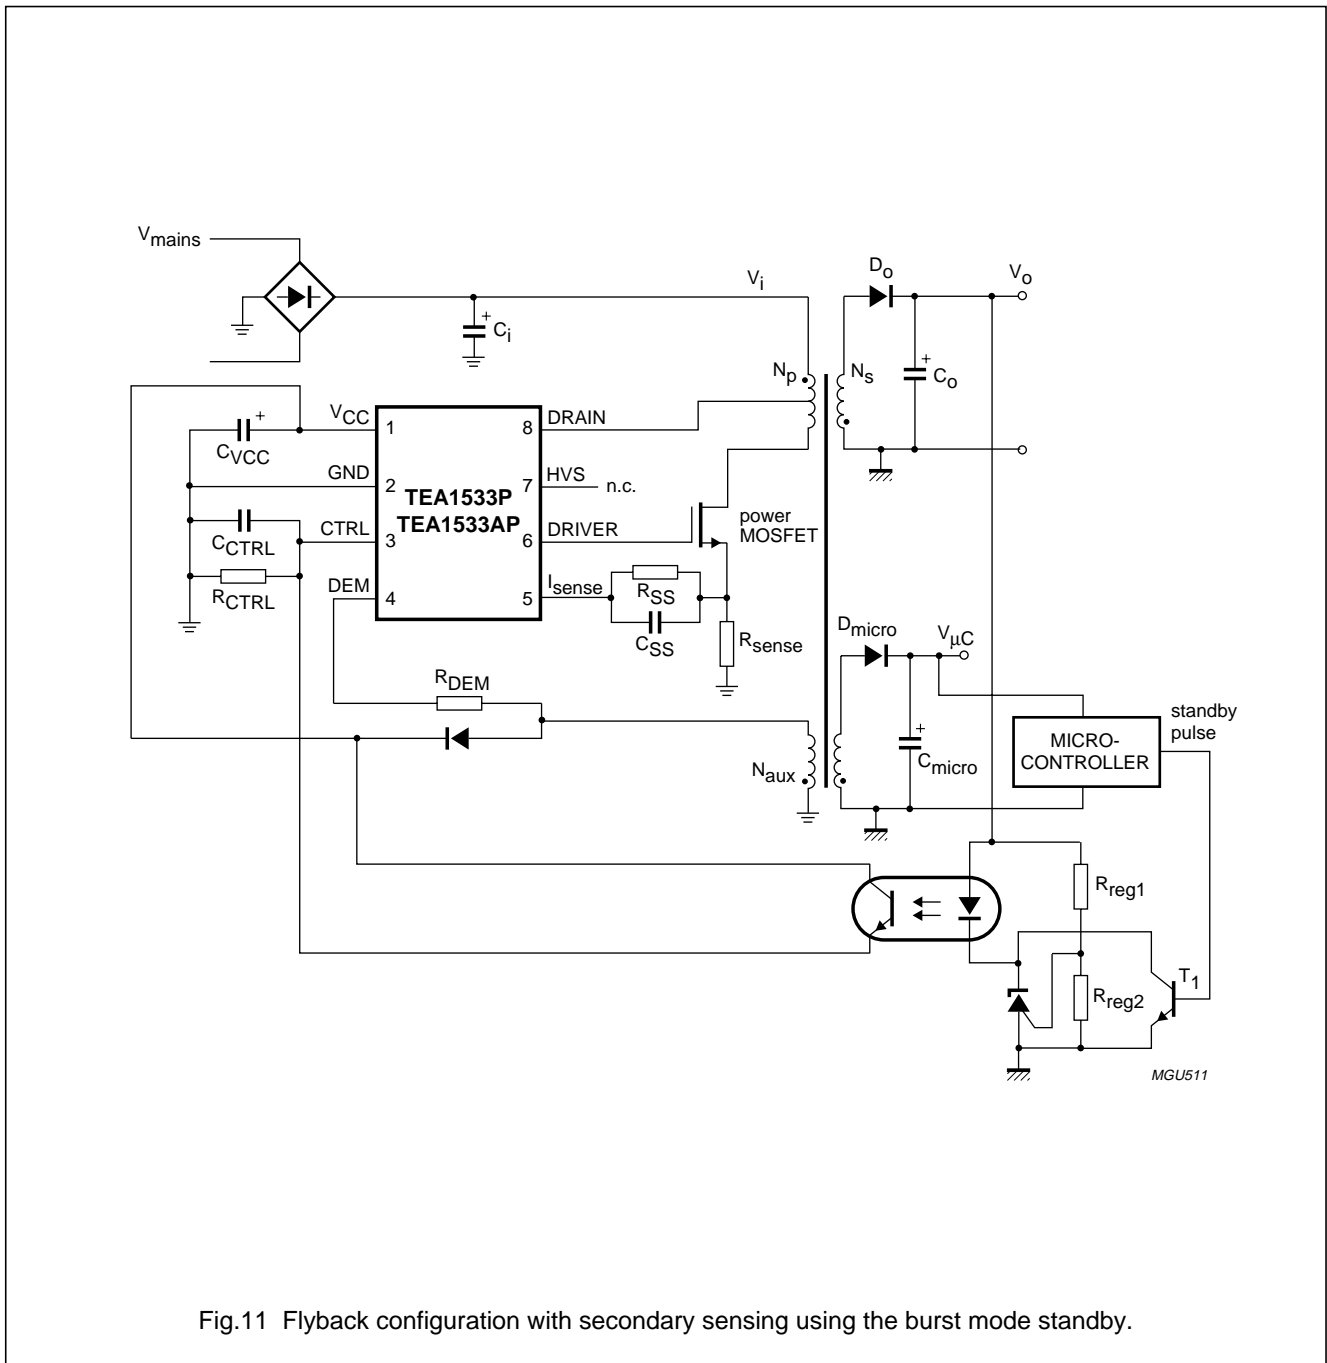 Vmains
Vi
Do
Vo
+
Ci
Np
Ns
+
Co
VCC
1
8
DRAIN
+
CVCC
GND
2
7
HVS
n.c.
TEA1533P
TEA1533AP
CTRL
3
6
DRIVER
power
MOSFET
CCTRL
DEM
4
5
Isense
RCTRL
RSS
CSS
Rsense
Dmicro
VμC
RDEM
standby
pulse
+
MICRO-
CONTROLLER
Naux
Cmicro
Rreg1
T1
Rreg2
MGU511
Fig.11 Flyback configuration with secondary sensing using the burst mode standby.